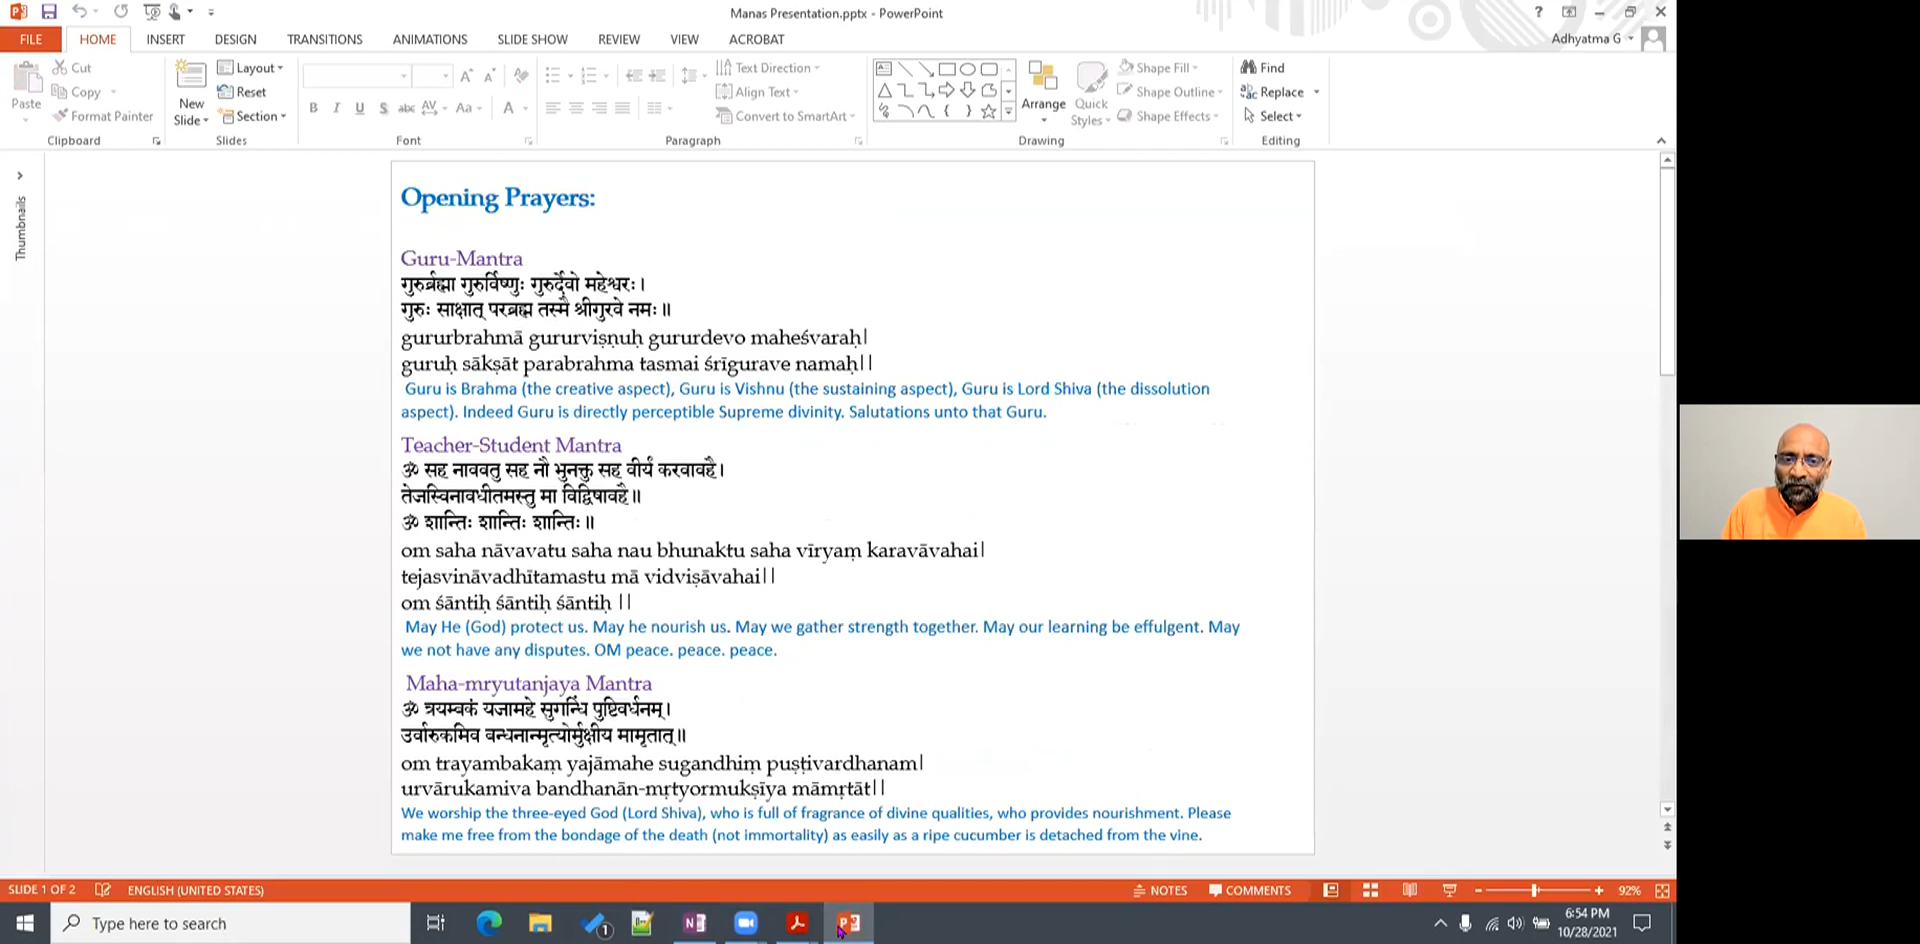 Manas Presentation.pptx - PowerPoint
?
FILE HOME INSERT DESIGN TRANSITIONS ANIMATIONS SLIDE SHOW REVIEW VIEW ACROBAT
Adhyatma G
Paste
Cut
Copy
Format Painter
Clipboard
New
Slide
Layout
Reset
Section
Slides
B I U S abc AV Aa A
Font
Text Direction
Align Text
Convert to SmartArt
Paragraph
Arrange
Quick
Styles
Shape Fill
Shape Outline
Shape Effects
Drawing
Find
Replace
Select
Editing
Thumbnails
Opening Prayers:
Guru-Mantra
गुरुर्ब्रह्मा गुरुर्विष्णुः गुरुर्देवो महेश्वरः।
गुरुः साक्षात् परब्रह्म तस्मै श्रीगुरवे नमः॥
gururbrahmā gururviṣṇuḥ gururdevo maheśvaraḥ|
guruḥ sākṣāt parabrahma tasmai śrīgurave namaḥ||
Guru is Brahma (the creative aspect), Guru is Vishnu (the sustaining aspect), Guru is Lord Shiva (the dissolution
aspect). Indeed Guru is directly perceptible Supreme divinity. Salutations unto that Guru.
Teacher-Student Mantra
ॐ सह नाववतु सह नौ भुनक्तु सह वीर्यं करवावहै।
तेजस्विनावधीतमस्तु मा विद्विषावहै॥
ॐ शान्तिः शान्तिः शान्तिः॥
om saha nāvavatu saha nau bhunaktu saha vīryaṃ karavāvahai|
tejasvināvadhītamastu mā vidviṣāvahai||
om śāntiḥ śāntiḥ śāntiḥ ||
May He (God) protect us. May he nourish us. May we gather strength together. May our learning be effulgent. May
we not have any disputes. OM peace. peace. peace.
Maha-mryutanjaya Mantra
ॐ त्रयम्बकं यजामहे सुगन्धिं पुष्टिवर्धनम्।
उर्वारुकमिव बन्धनान्मृत्योर्मुक्षीय मामृतात्॥
om trayambakaṃ yajāmahe sugandhiṃ puṣṭivardhanam|
urvārukamiva bandhanān-mṛtyormukṣīya māmṛtāt||
We worship the three-eyed God (Lord Shiva), who is full of fragrance of divine qualities, who provides nourishment. Please
make me free from the bondage of the death (not immortality) as easily as a ripe cucumber is detached from the vine.
SLIDE 1 OF 2 ENGLISH (UNITED STATES) NOTES COMMENTS 92%
Type here to search
1
6:54 PM
10/28/2021